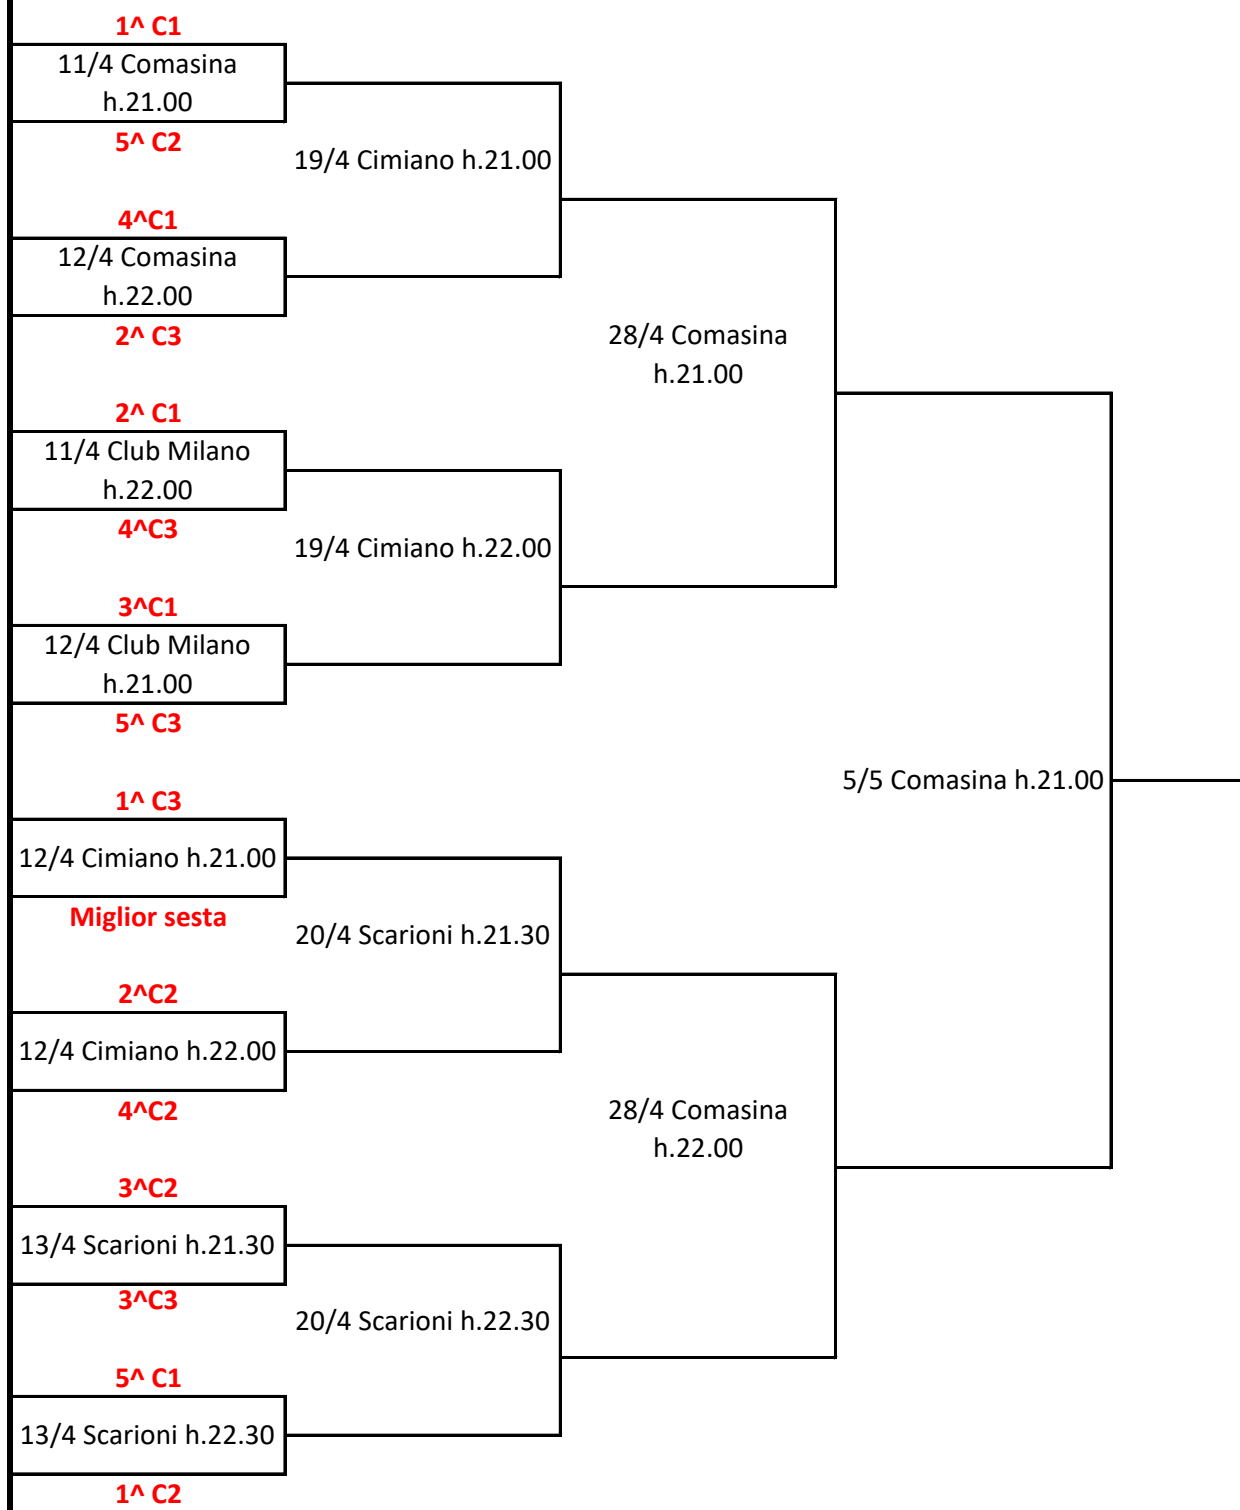 1^ C1
11/4 Comasina
h.21.00
5^ C2
19/4 Cimiano h.21.00
4^C1
12/4 Comasina
h.22.00
2^ C3
28/4 Comasina
h.21.00
2^ C1
11/4 Club Milano
h.22.00
4^C3
19/4 Cimiano h.22.00
3^C1
12/4 Club Milano
h.21.00
5^ C3
5/5 Comasina h.21.00
1^ C3
12/4 Cimiano h.21.00
Miglior sesta
20/4 Scarioni h.21.30
2^C2
12/4 Cimiano h.22.00
4^C2
28/4 Comasina
h.22.00
3^C2
13/4 Scarioni h.21.30
3^C3
20/4 Scarioni h.22.30
5^ C1
13/4 Scarioni h.22.30
1^ C2